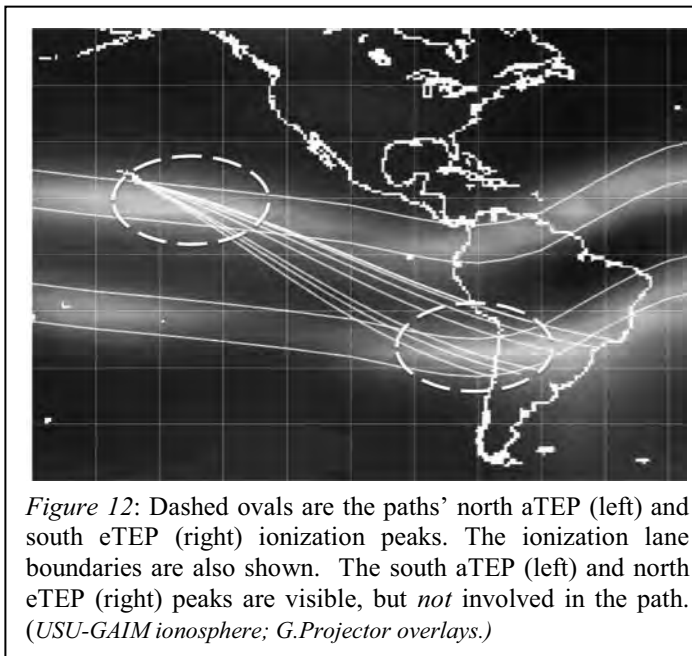 Figure 12: Dashed ovals are the paths' north aTEP (left) and
south eTEP (right) ionization peaks. The ionization lane
boundaries are also shown. The south aTEP (left) and north
eTEP (right) peaks are visible, but not involved in the path.
(USU-GAIM ionosphere; G.Projector overlays.)